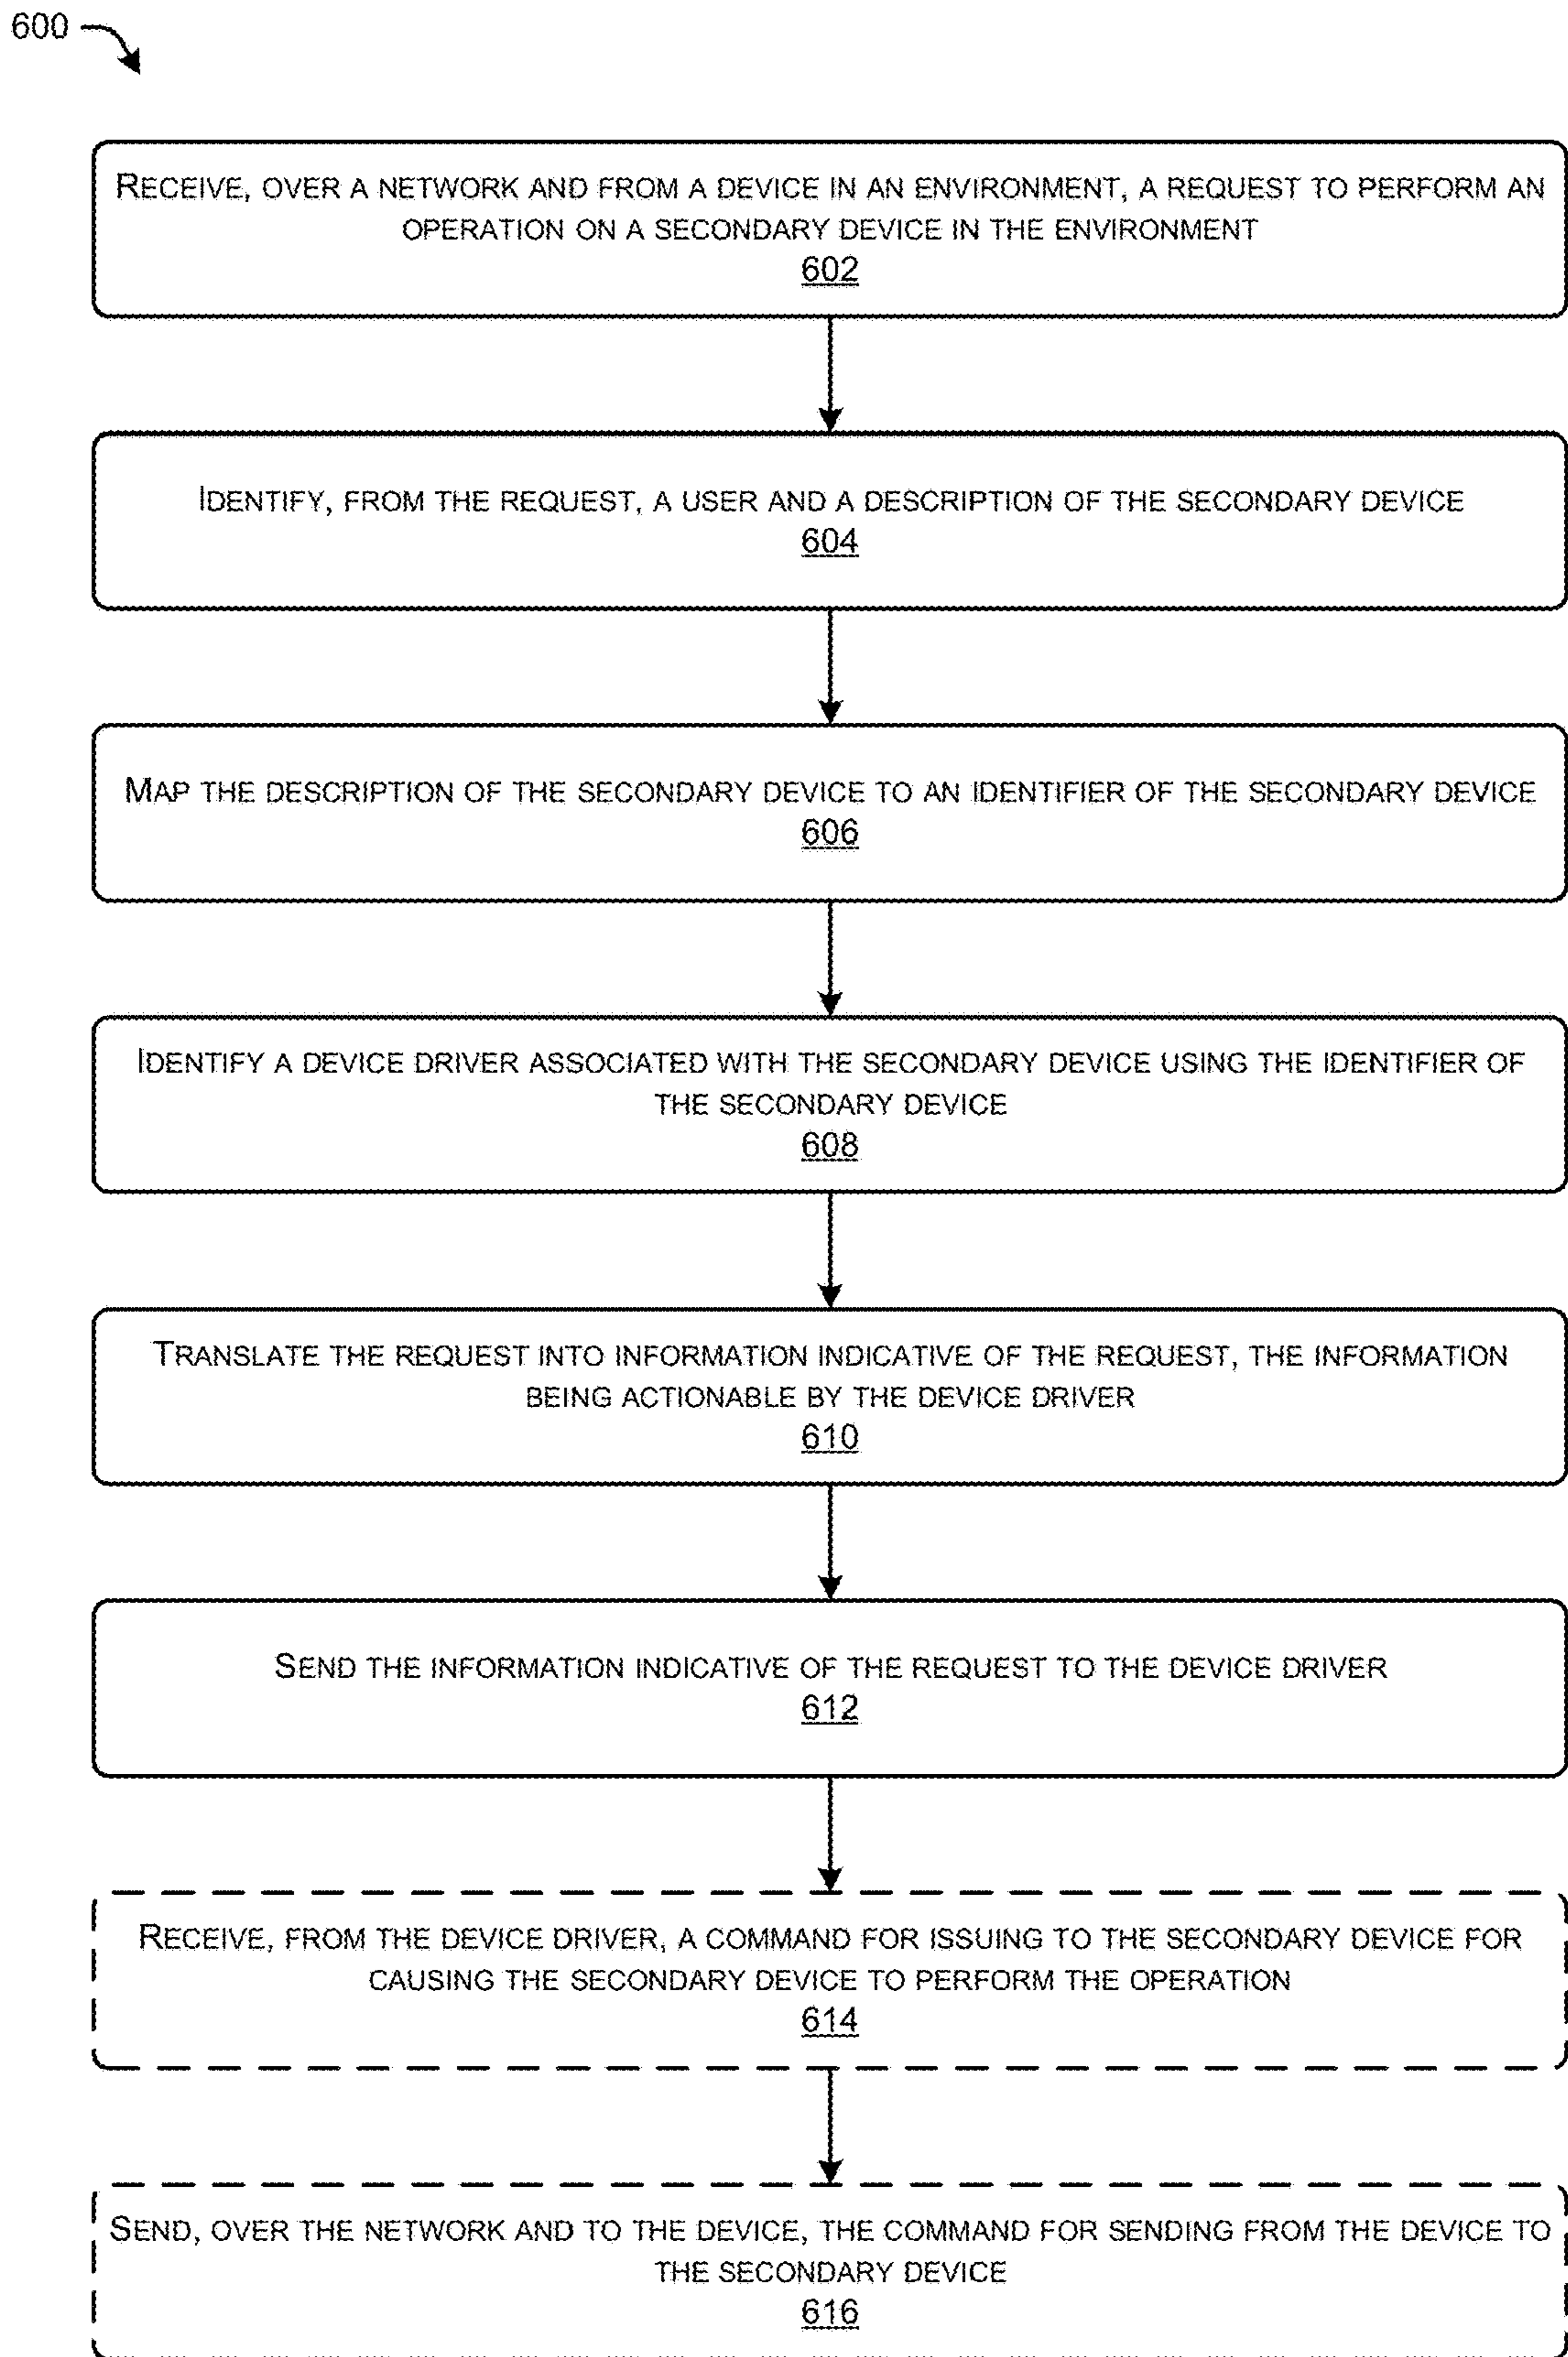 600
RECEIVE, OVER A NETWORK AND FROM A DEVICE IN AN ENVIRONMENT, A REQUEST TO PERFORM AN
OPERATION ON A SECONDARY DEVICE IN THE ENVIRONMENT
602
IDENTIFY, FROM THE REQUEST, A USER AND A DESCRIPTION OF THE SECONDARY DEVICE
604
MAP THE DESCRIPTION OF THE SECONDARY DEVICE TO AN IDENTIFIER OF THE SECONDARY DEVICE
606
IDENTIFY A DEVICE DRIVER ASSOCIATED WITH THE SECONDARY DEVICE USING THE IDENTIFIER OF
THE SECONDARY DEVICE
608
TRANSLATE THE REQUEST INTO INFORMATION INDICATIVE OF THE REQUEST, THE INFORMATION
BEING ACTIONABLE BY THE DEVICE DRIVER
610
SEND THE INFORMATION INDICATIVE OF THE REQUEST TO THE DEVICE DRIVER
612
RECEIVE, FROM THE DEVICE DRIVER, A COMMAND FOR ISSUING TO THE SECONDARY DEVICE FOR
CAUSING THE SECONDARY DEVICE TO PERFORM THE OPERATION
614
SEND, OVER THE NETWORK AND TO THE DEVICE, THE COMMAND FOR SENDING FROM THE DEVICE TO
THE SECONDARY DEVICE
616